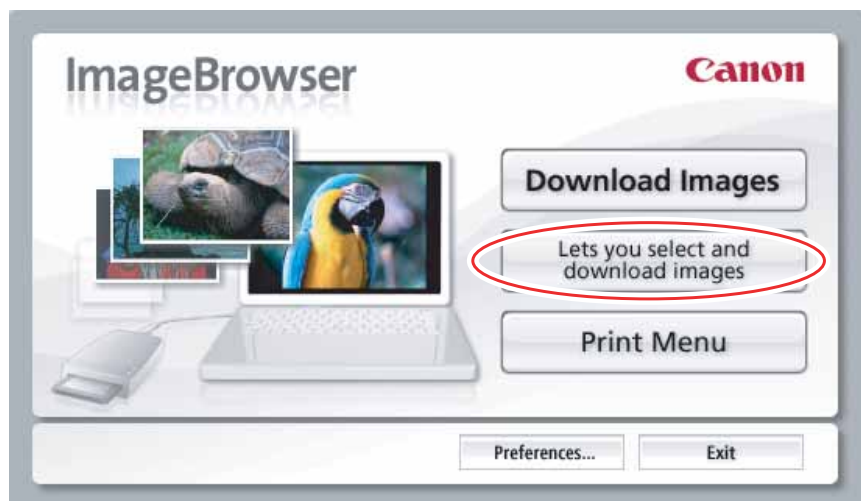 ImageBrowser
Canon
Download Images
Lets you select and
download images
Print Menu
Preferences...
Exit